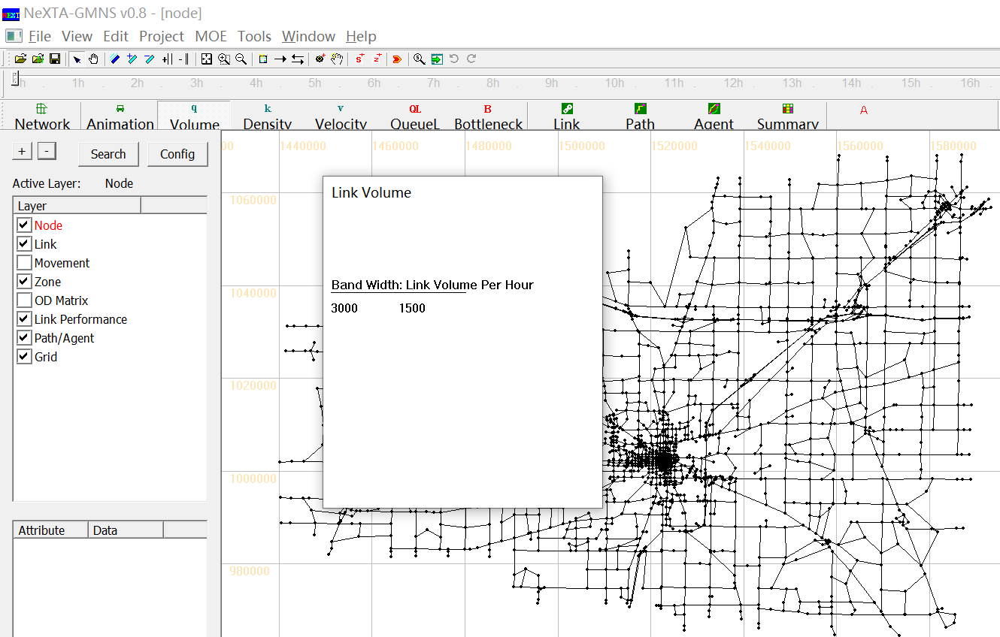 NEXT NeXTA-GMNS v0.8 - [node]
File View Edit Project MOE Tools Window Help
h 1h 2h 3h 4h 5h 6h 7h 8h 9h 10h 11h 12h 13h 14h 15h 16h
q k v QL B A
Network Animation Volume Density Velocity QueueL Bottleneck Link Path Agent Summary
+ - Search Config
Active Layer: Node
Layer
Node
Link
Movement
Zone
OD Matrix
Link Performance
Path/Agent
Grid
Attribute Data
00 1440000 1460000 1480000 1500000 1520000 1540000 1560000 1580000
1060000
1040000
1020000
1000000
980000
Link Volume
Band Width: Link Volume Per Hour
3000 1500